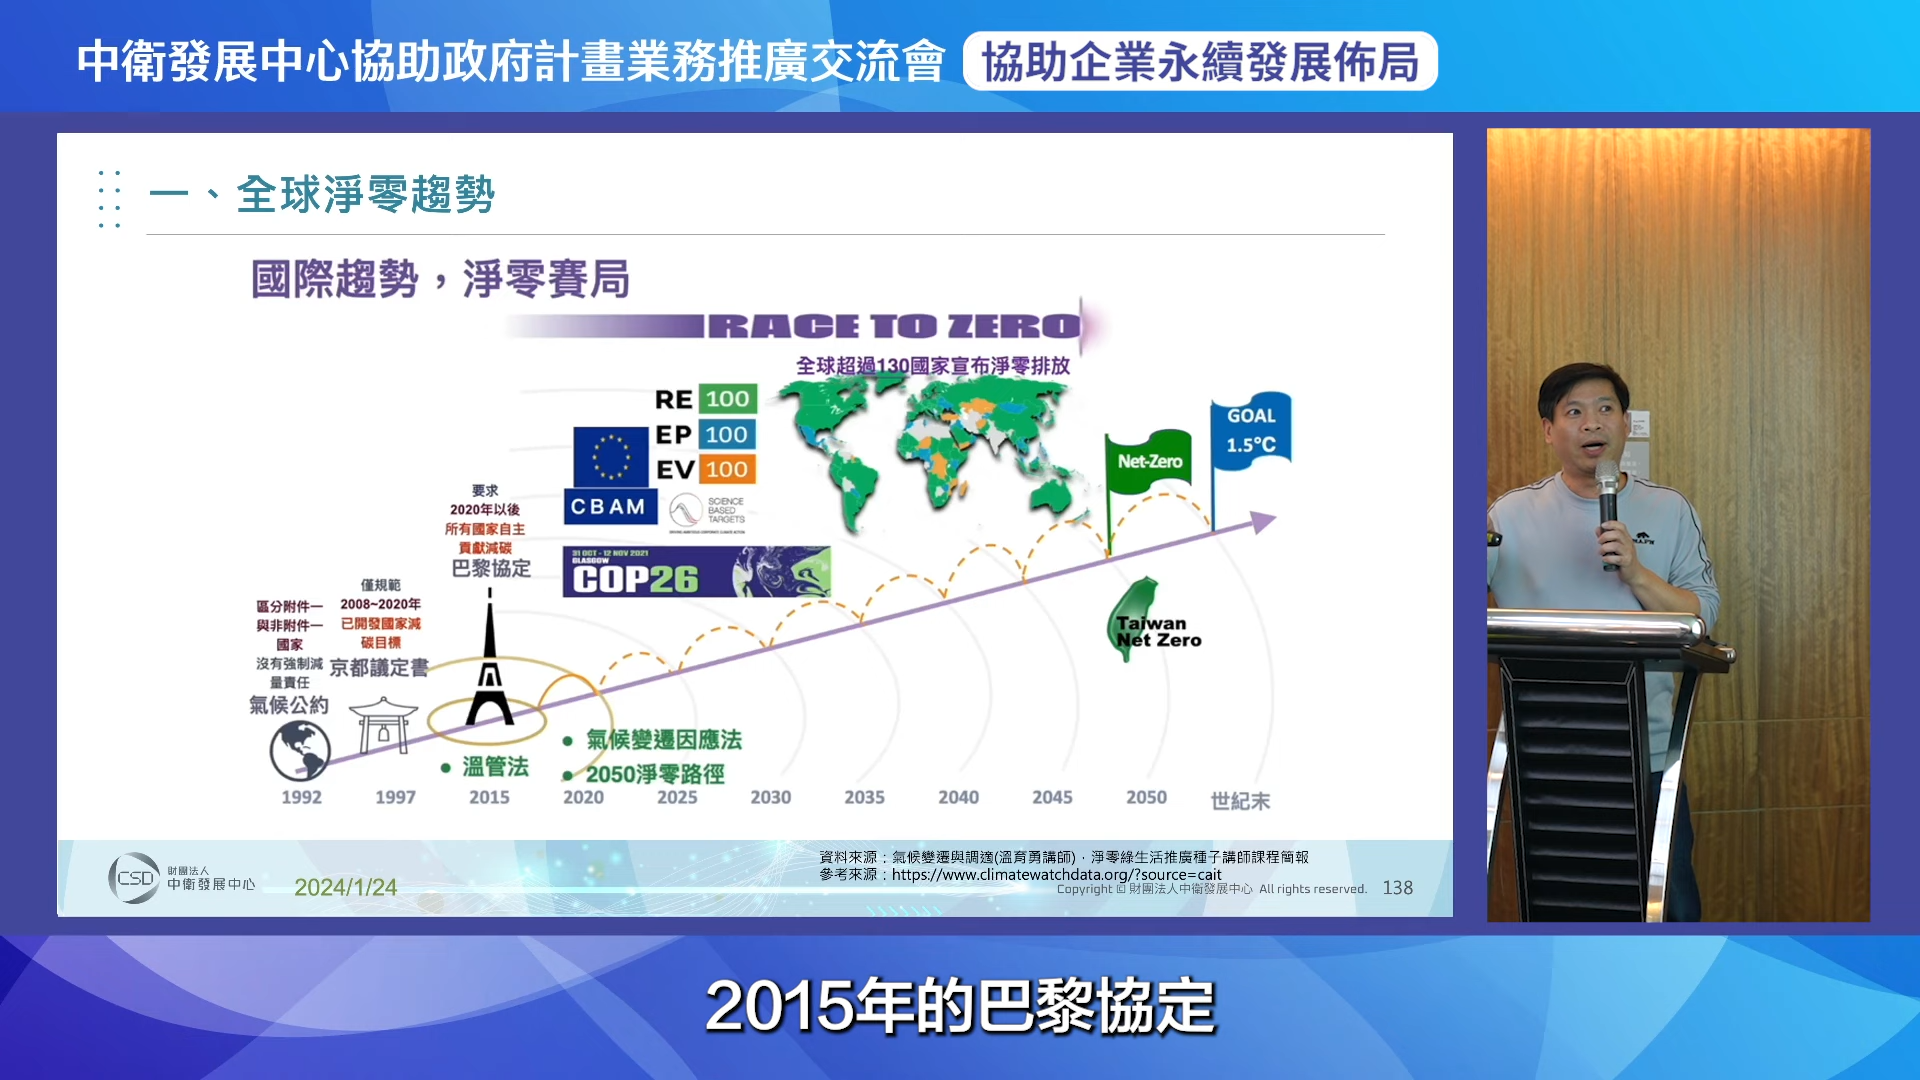 中衛發展中心協助政府計畫業務推廣交流會 協助企業永續發展佈局
一、全球淨零趨勢
國際趨勢，淨零賽局
RACE TO ZERO
全球超過130國家宣布淨零排放
RE 100
EP 100
EV 100
CBAM
SCIENCE
BASED
TARGETS
31 OCT - 12 NOV 2021
GLASGOW
COP26
GOAL
1.5°C
Net-Zero
Taiwan
Net Zero
要求
2020年以後
所有國家自主
貢獻減碳
巴黎協定
僅規範
2008~2020年
已開發國家減
碳目標
京都議定書
區分附件一
與非附件一
國家
沒有強制減
量責任
氣候公約
• 溫管法
• 氣候變遷因應法
• 2050淨零路徑
1992 1997 2015 2020 2025 2030 2035 2040 2045 2050 世紀末
CSD 財團法人
中衛發展中心
2024/1/24
資料來源：氣候變遷與調適(溫育勇講師)，淨零綠生活推廣種子講師課程簡報
參考來源：https://www.climatewatchdata.org/?source=cait
Copyright © 財團法人中衛發展中心 All rights reserved. 138
2015年的巴黎協定